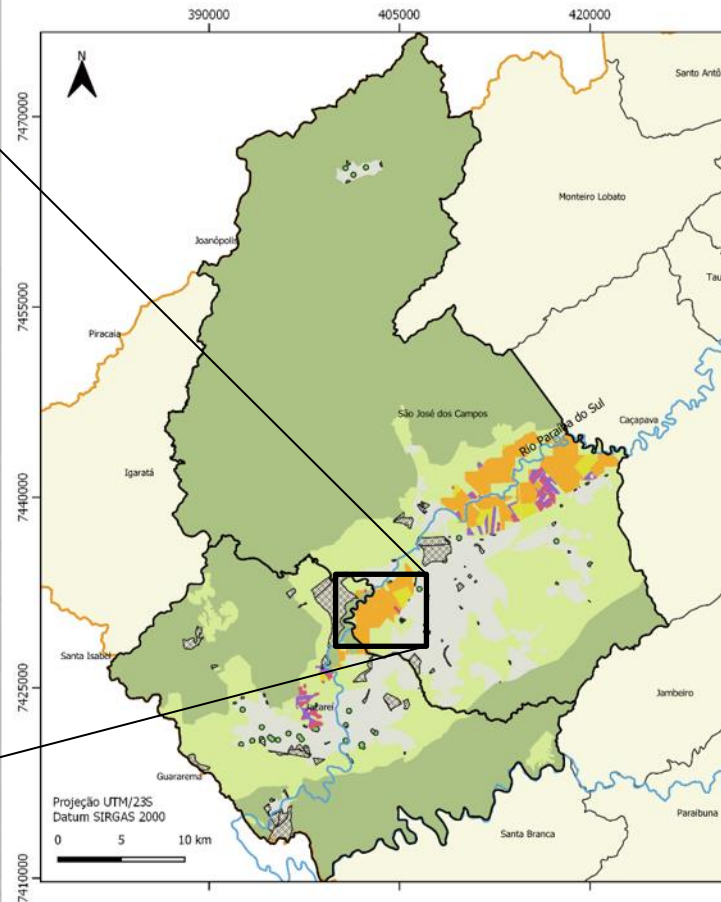 390000
405000
420000
N
Santo Antô
7470000
Monteiro Lobato
Joanópolis
Tau
7455000
Piracaia
São José dos Campos
Rio Paraíba do Sul
Caçapava
Igaratá
7440000
Santa Isabel
7425000
Jacareí
Jambeiro
Guararema
Projeção UTM/23S
Datum SIRGAS 2000
0 5 10 km
Paraibuna
Santa Branca
7410000